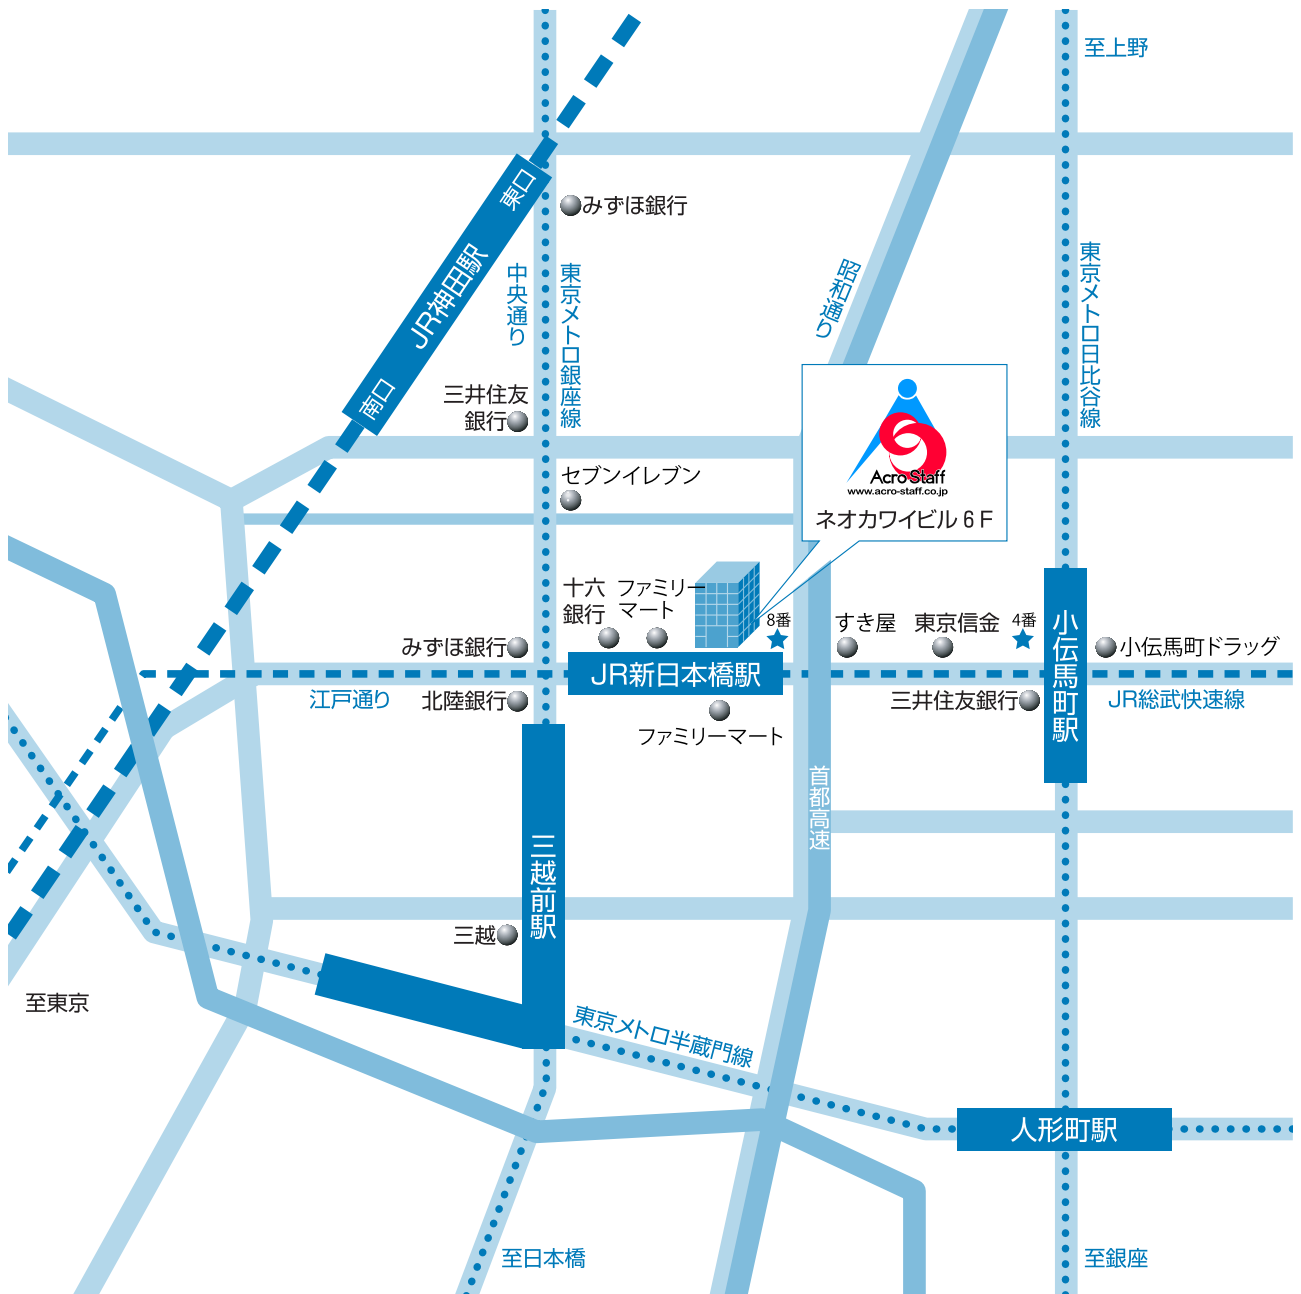 至上野
東口
みずほ銀行
JR神田駅
中央通り
東京メトロ銀座線
昭和通り
東京メトロ日比谷線
南口
三井住友
銀行
セブンイレブン
Acro Staff
www.acro-staff.co.jp
ネオカワイビル 6 F
十六
銀行
ファミリー
マート
8番
すき屋
東京信金
4番
小伝馬町駅
小伝馬町ドラッグ
みずほ銀行
JR新日本橋駅
江戸通り
北陸銀行
三井住友銀行
JR総武快速線
ファミリーマート
首都高速
三越前駅
三越
至東京
東京メトロ半蔵門線
人形町駅
至日本橋
至銀座